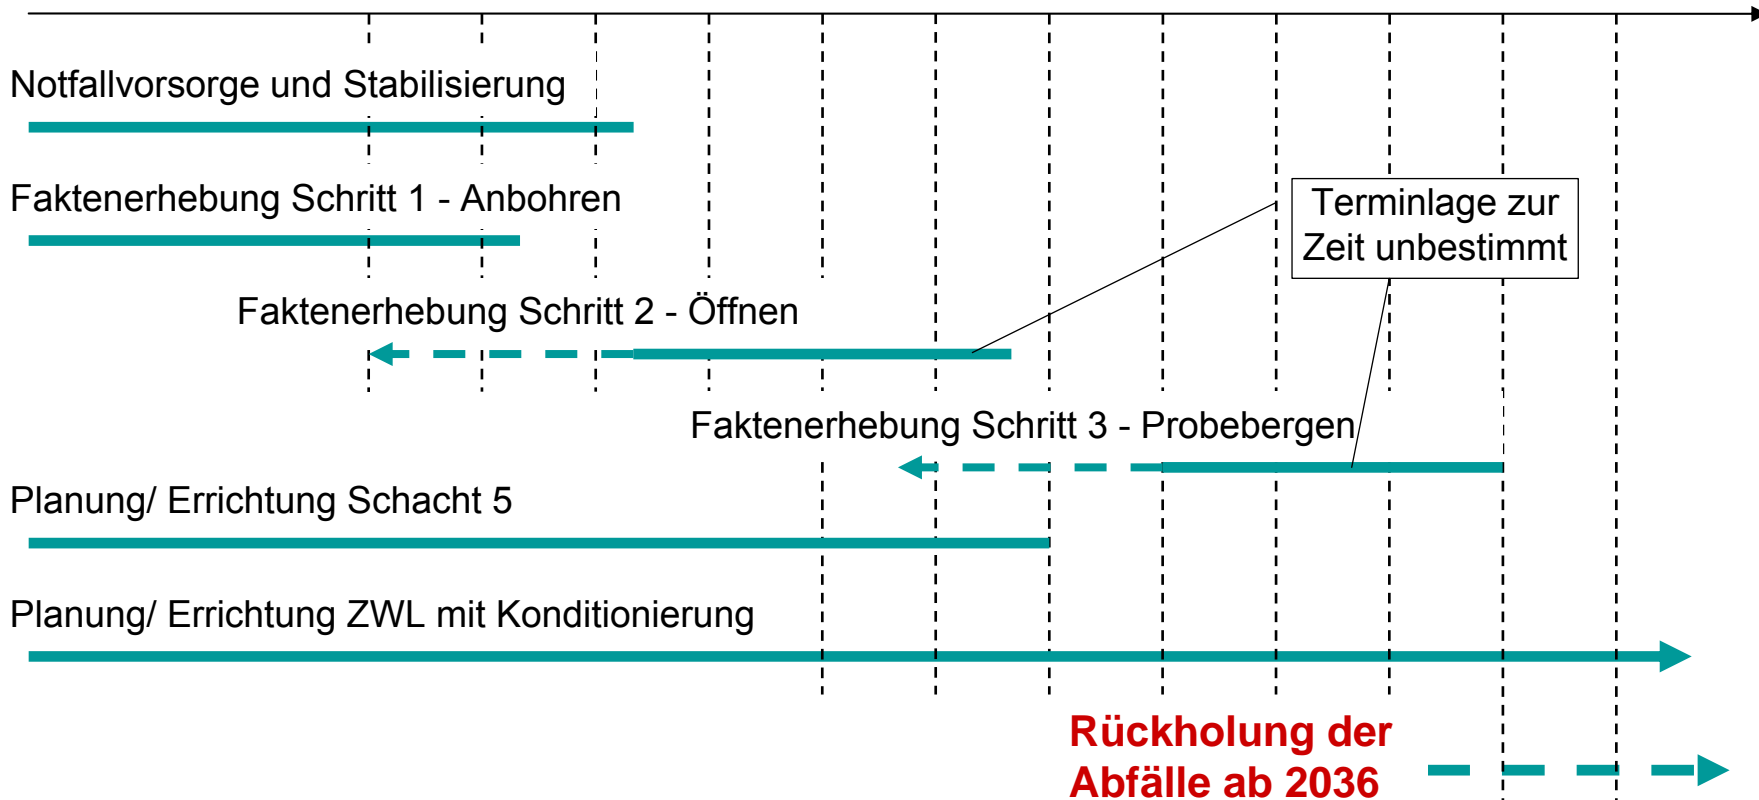 Notfallvorsorge und Stabilisierung
Faktenerhebung Schritt 1 - Anbohren
Terminlage zur
Zeit unbestimmt
Faktenerhebung Schritt 2 - Öffnen
Faktenerhebung Schritt 3 - Probebergen
Planung/ Errichtung Schacht 5
Planung/ Errichtung ZWL mit Konditionierung
Rückholung der
Abfälle ab 2036